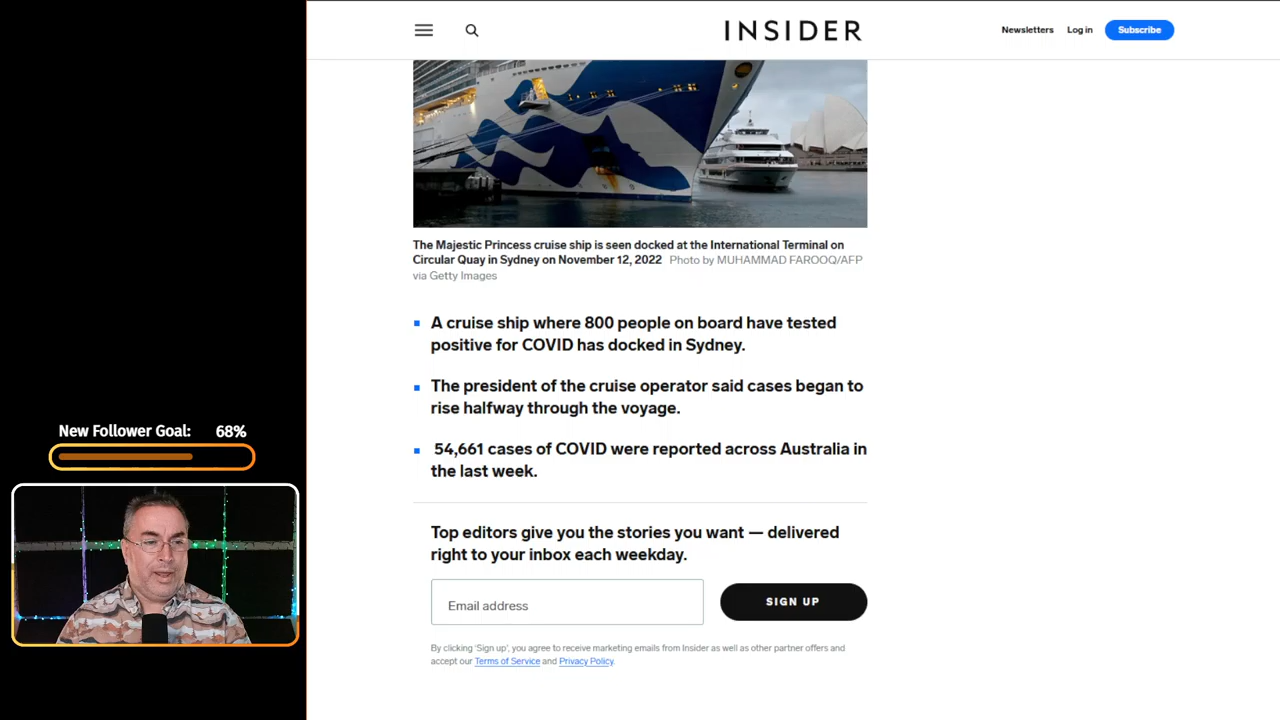 INSIDER
Newsletters
Log in
Subscribe
The Majestic Princess cruise ship is seen docked at the International Terminal on
Circular Quay in Sydney on November 12, 2022 Photo by MUHAMMAD FAROOQ/AFP
via Getty Images
A cruise ship where 800 people on board have tested
positive for COVID has docked in Sydney.
The president of the cruise operator said cases began to
rise halfway through the voyage.
54,661 cases of COVID were reported across Australia in
the last week.
New Follower Goal: 68%
Top editors give you the stories you want — delivered
right to your inbox each weekday.
Email address
SIGN UP
By clicking 'Sign up', you agree to receive marketing emails from Insider as well as other partner offers and
accept our Terms of Service and Privacy Policy.